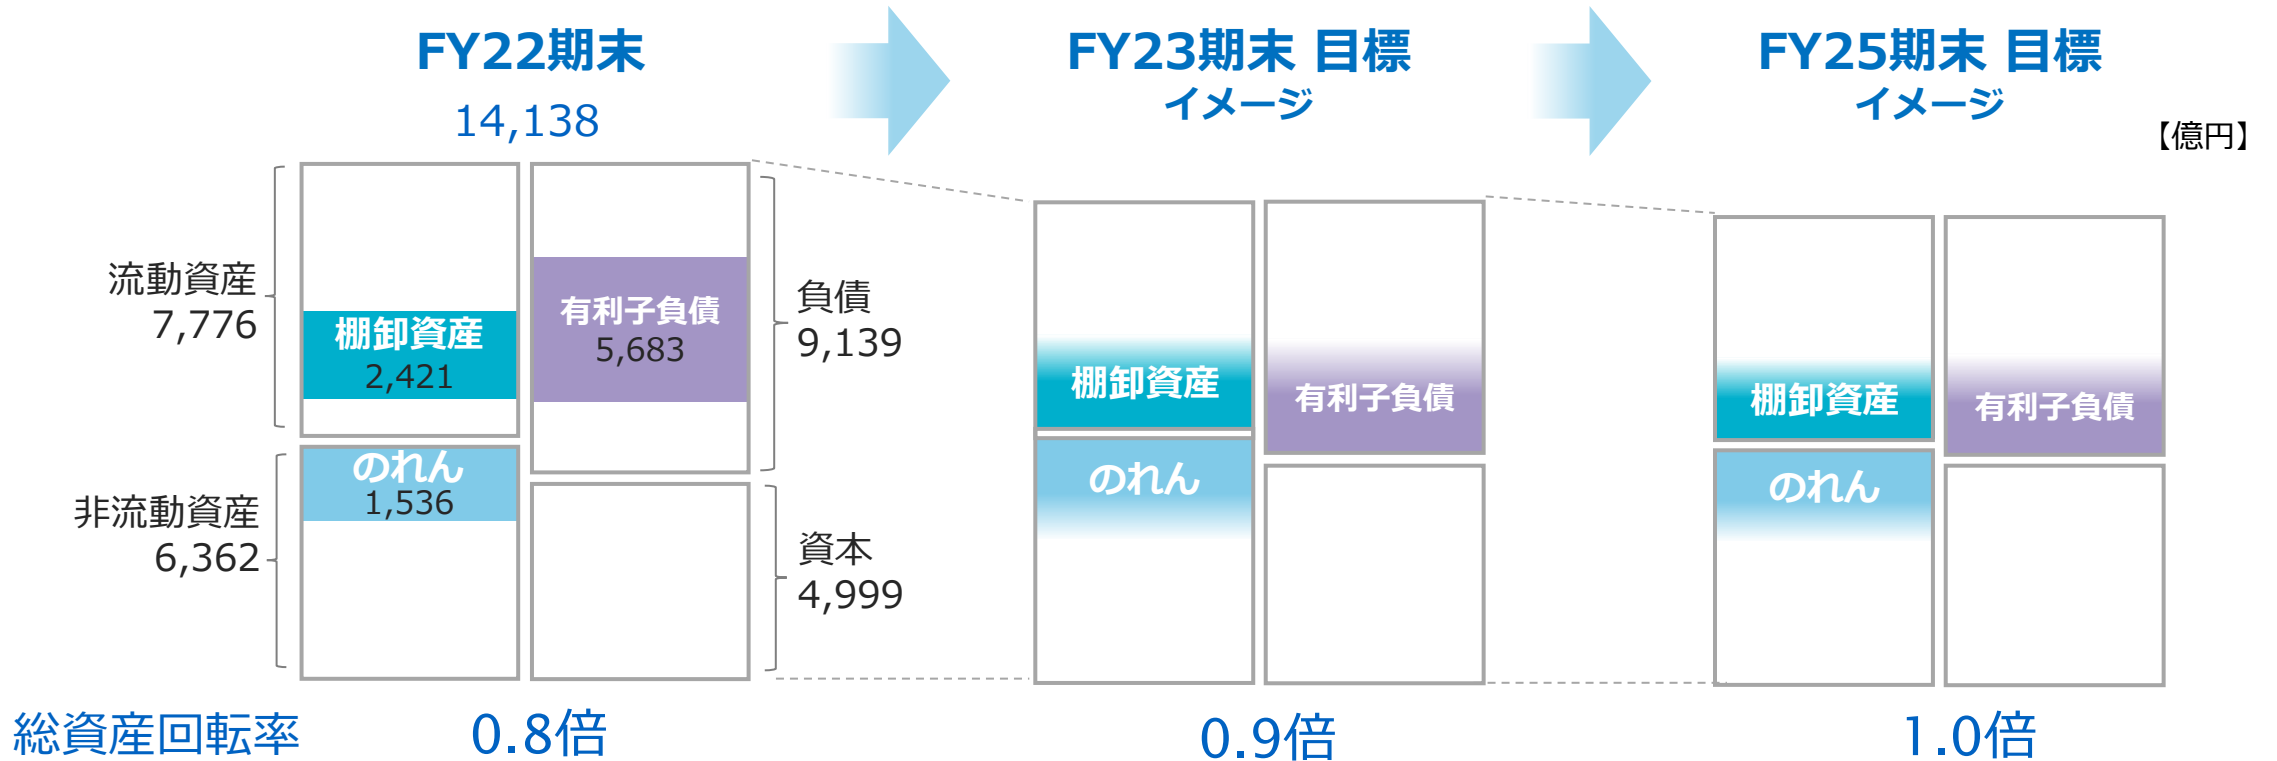 FY22期末
14,138
FY23期末 目標
イメージ
FY25期末 目標
イメージ
【億円】
流動資産
7,776
棚卸資産
2,421
有利子負債
5,683
負債
9,139
非流動資産
6,362
のれん
1,536
資本
4,999
棚卸資産
有利子負債
のれん
棚卸資産
有利子負債
のれん
総資産回転率
0.8倍
0.9倍
1.0倍